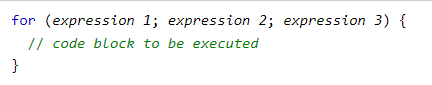 for (expression 1; expression 2; expression 3) {
  // code block to be executed
}